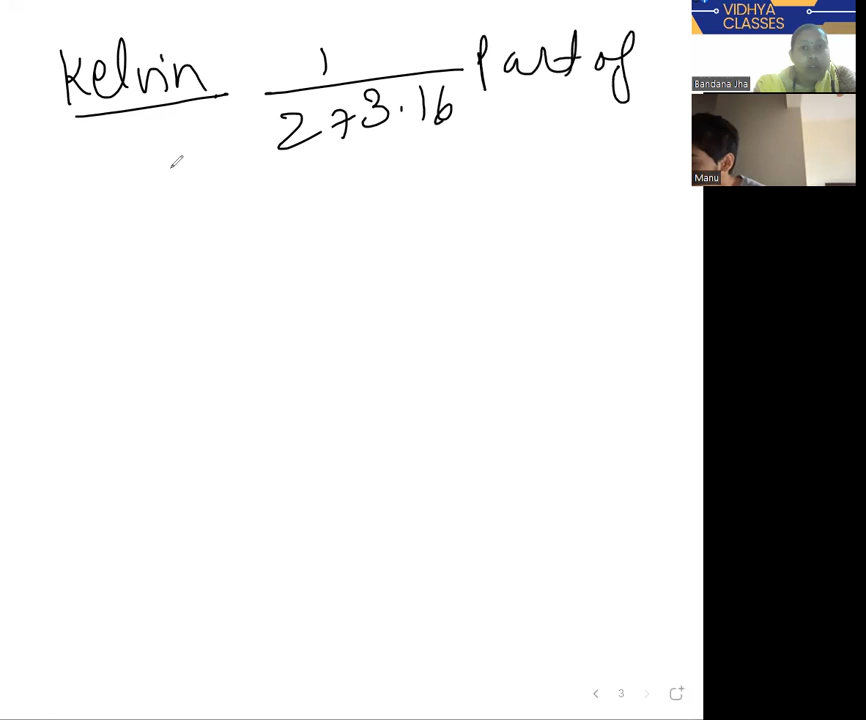 Kelvin 1/273.16 Part of
VIDHYA
CLASSES
Bandana Jha
Manu
3